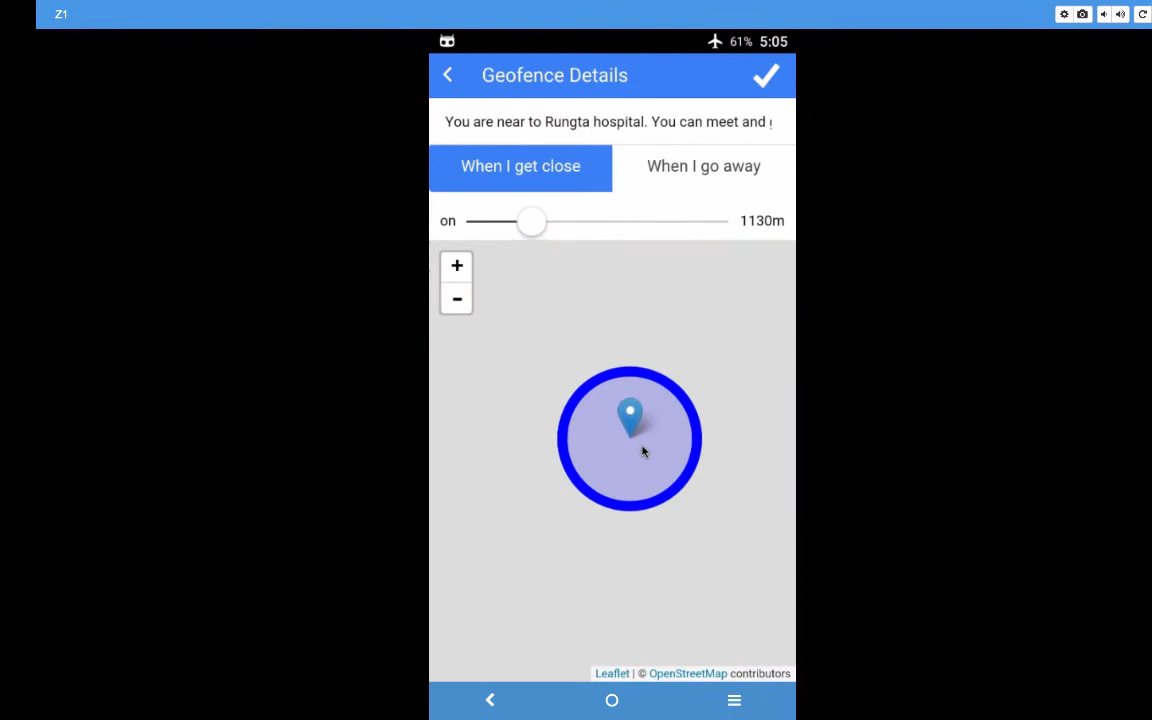 Z1
61% 5:05
Geofence Details
You are near to Rungta hospital. You can meet and
When I get close
When I go away
on
1130m
+
-
Leaflet | © OpenStreetMap contributors